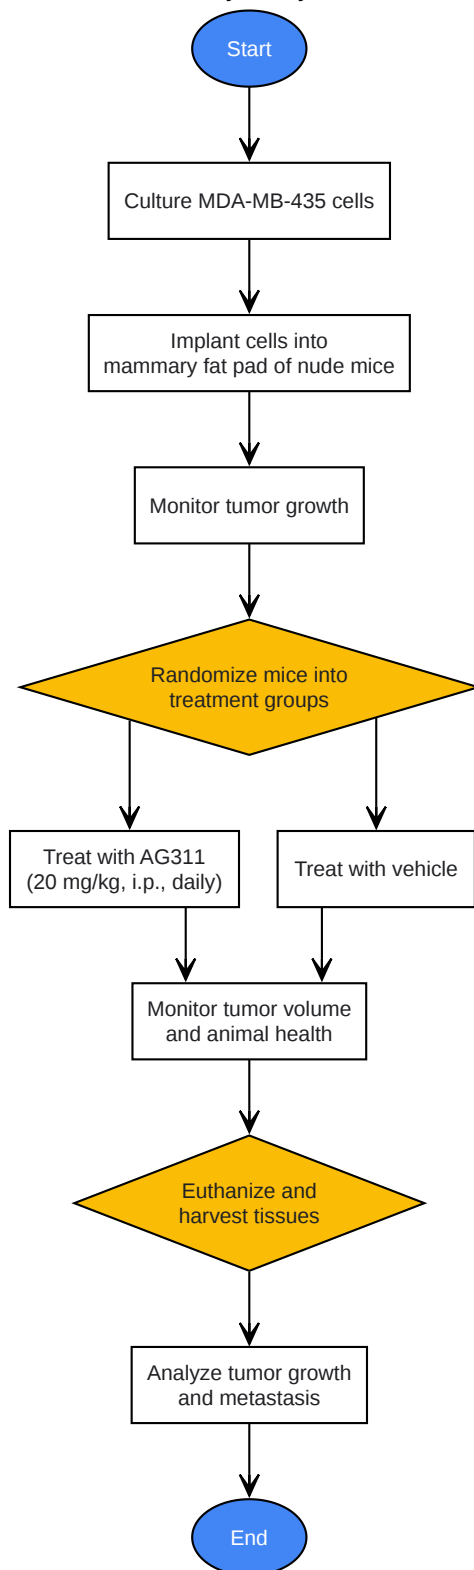 Start
Culture MDA-MB-435 cells
Implant cells into
mammary fat pad of nude mice
Monitor tumor growth
Randomize mice into
treatment groups
Treat with AG311
(20 mg/kg, i.p., daily)
Treat with vehicle
Monitor tumor volume
and animal health
Euthanize and
harvest tissues
Analyze tumor growth
and metastasis
End